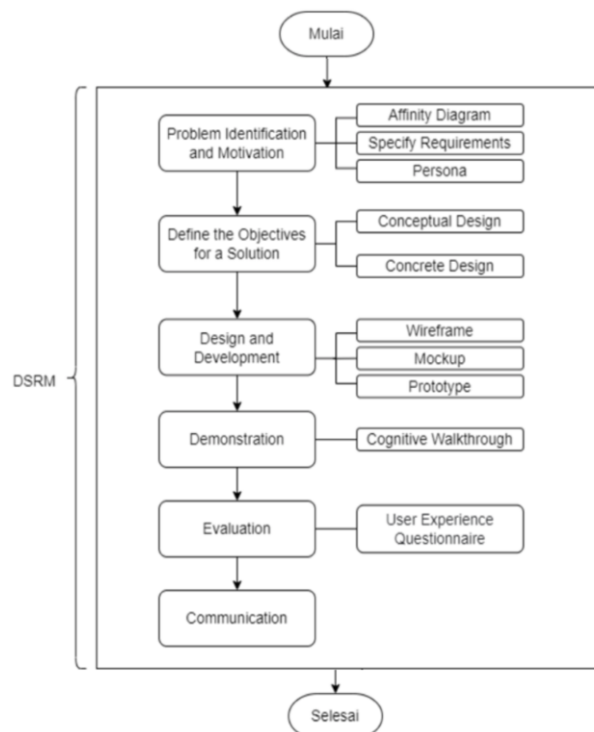 Mulai
Problem Identification
and Motivation
Affinity Diagram
Specify Requirements
Persona
Define the Objectives
for a Solution
Conceptual Design
Concrete Design
Design and
Development
Wireframe
Mockup
Prototype
DSRM
Demonstration
Cognitive Walkthrough
Evaluation
User Experience
Questionnaire
Communication
Selesai